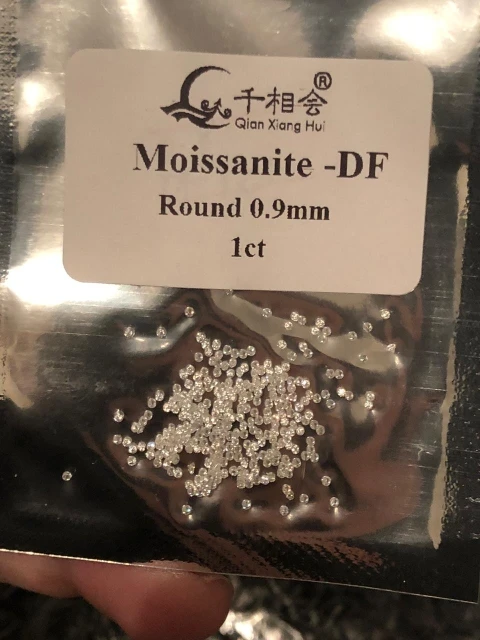 千相会®
Qian Xiang Hui
Moissanite -DF
Round 0.9mm
1ct